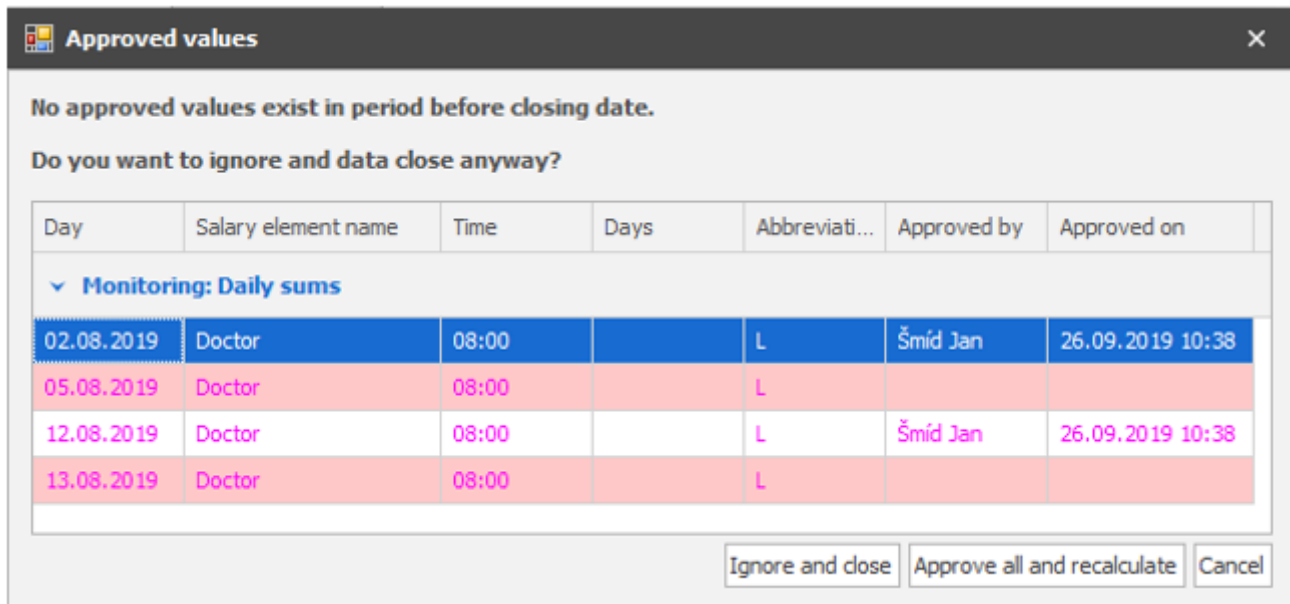 Approved values
No approved values exist in period before closing date.
Do you want to ignore and data close anyway?
Day Salary element name Time Days Abbreviati... Approved by Approved on
Monitoring: Daily sums
02.08.2019 Doctor 08:00 L Šmíd Jan 26.09.2019 10:38
05.08.2019 Doctor 08:00 L
12.08.2019 Doctor 08:00 L Šmíd Jan 26.09.2019 10:38
13.08.2019 Doctor 08:00 L
Ignore and close Approve all and recalculate Cancel